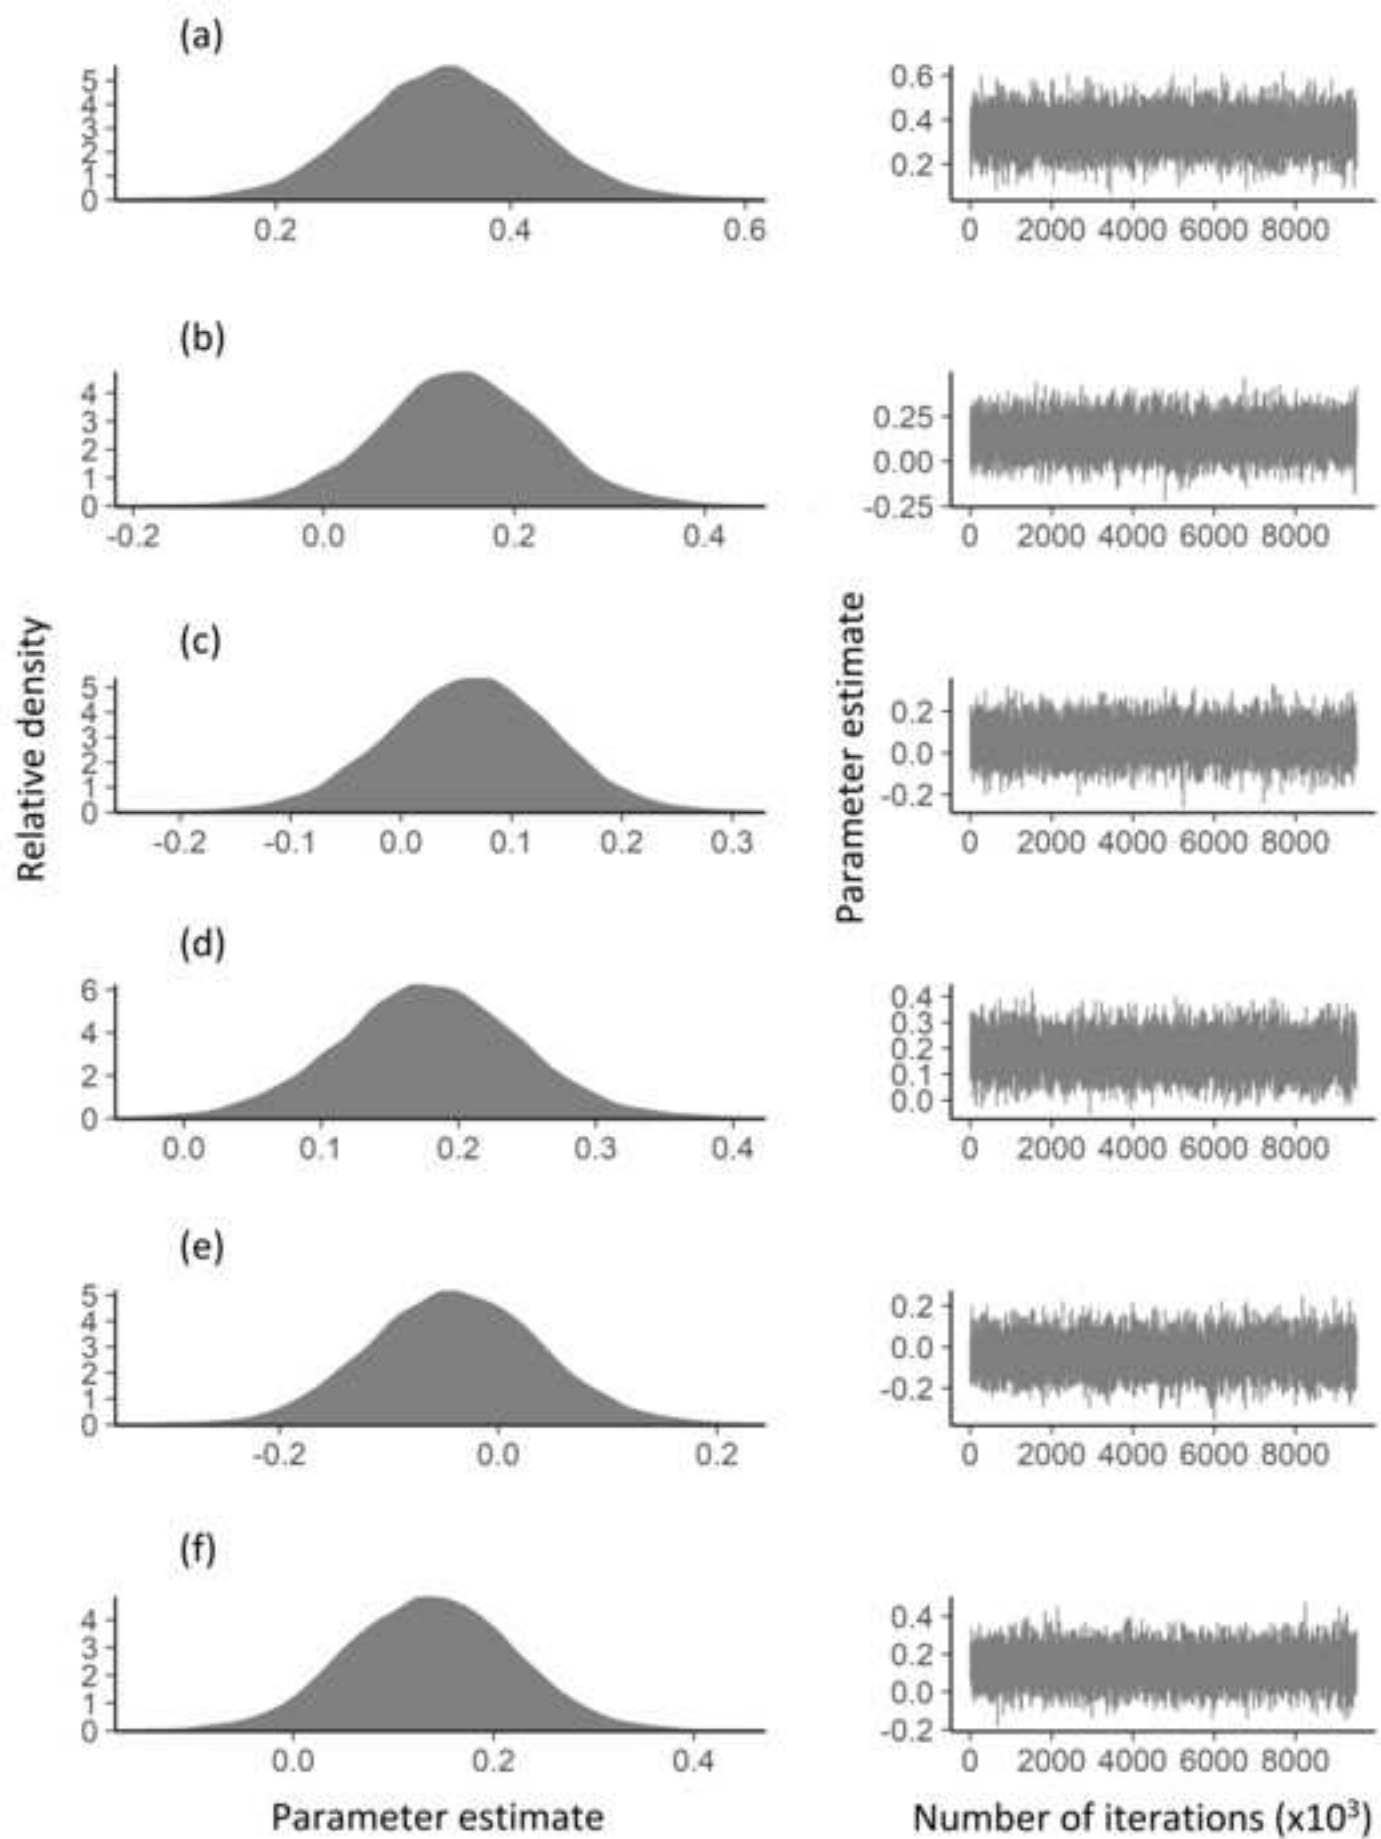 (a)
5
4
3
2
1
0
0.2 0.4 0.6
0.6
0.4
0.2
0 2000 4000 6000 8000
(b)
4
3
2
1
0
-0.2 0.0 0.2 0.4
0.25
0.00
-0.25
0 2000 4000 6000 8000
Relative density
Parameter estimate
(c)
5
4
3
2
1
0
-0.2 -0.1 0.0 0.1 0.2 0.3
0.2
0.0
-0.2
0 2000 4000 6000 8000
(d)
6
4
2
0
0.0 0.1 0.2 0.3 0.4
0.4
0.3
0.2
0.1
0.0
0 2000 4000 6000 8000
(e)
5
4
3
2
1
0
-0.2 0.0 0.2
0.2
0.0
-0.2
0 2000 4000 6000 8000
(f)
4
3
2
1
0
0.0 0.2 0.4
0.4
0.2
0.0
-0.2
0 2000 4000 6000 8000
Parameter estimate
Number of iterations (x10³)